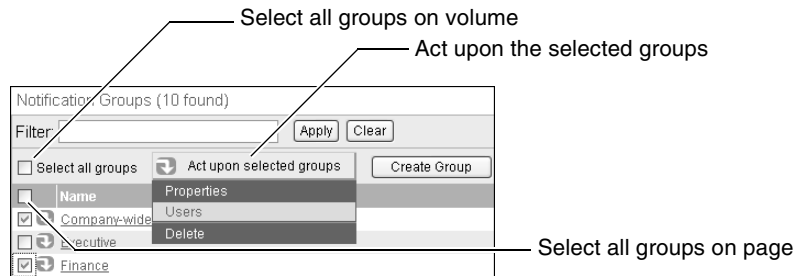 Select all groups on volume
Act upon the selected groups
Notification Groups (10 found)
Filter: Apply Clear
Select all groups Act upon selected groups Create Group
Name Properties
Company-wide Users
Executive Delete
Finance
Select all groups on page